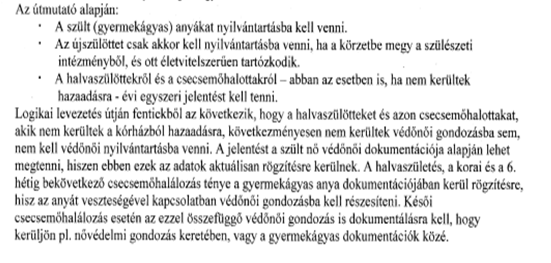 Az útmutató alapján:
• A szült (gyermekágyas) anyákat nyilvántartásba kell venni.
• Az újszülöttet csak akkor kell nyilvántartásba venni, ha a körzetbe megy a szülészeti
intézményből, és ott életvitelszerűen tartózkodik.
• A halvaszülöttekről és a csecsemőhalottakról – abban az esetben is, ha nem kerültek
hazaadásra - évi egyszeri jelentést kell tenni.
Logikai levezetés útján fentiekből az következik, hogy a halvaszülötteket és azon csecsemőhalottakat,
akik nem kerültek a kórházból hazaadásra, következményesen nem kerültek védőnői gondozásba sem,
nem kell védőnői nyilvántartásba venni. A jelentést a szült nő védőnői dokumentációja alapján lehet
megtenni, hiszen ebben ezek az adatok aktuálisan rögzítésre kerülnek. A halvaszületés, a korai és a 6.
hétig bekövetkező csecsemőhalálozás ténye a gyermekágyas anya dokumentációjában kerül rögzítésre,
hisz az anyát veszteségével kapcsolatban védőnői gondozásba kell részesíteni. Késői
csecsemőhalálozás esetén az ezzel összefüggő védőnői gondozás is dokumentálásra kell, hogy
kerüljön pl. nővédelmi gondozás keretében, vagy a gyermekágyas dokumentációk közé.